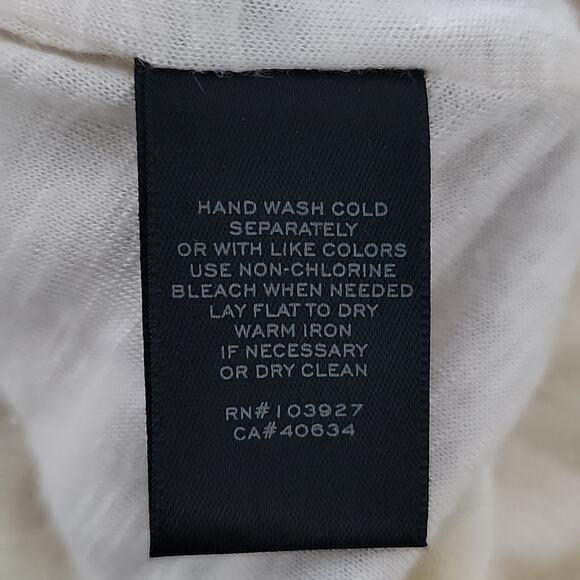 HAND WASH COLD
SEPARATELY
OR WITH LIKE COLORS
USE NON-CHLORINE
BLEACH WHEN NEEDED
LAY FLAT TO DRY
WARM IRON
IF NECESSARY
OR DRY CLEAN
RN#103927
CA#40634